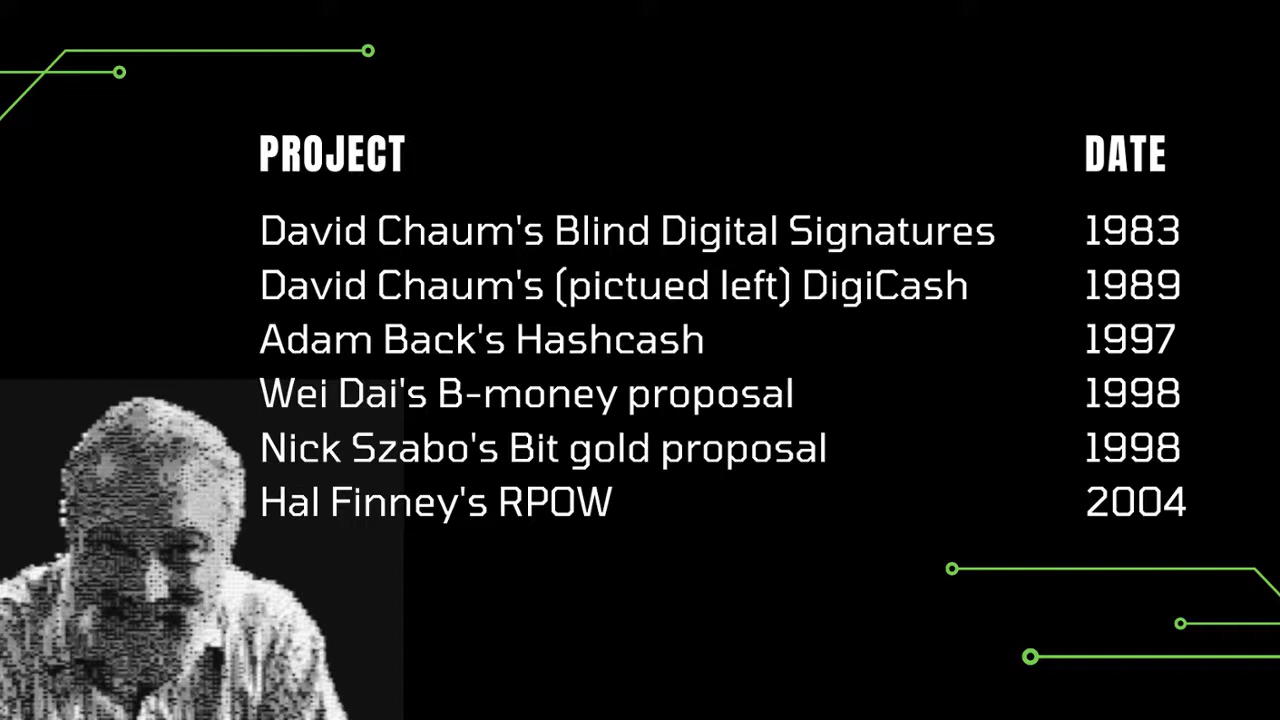 PROJECT DATE
David Chaum's Blind Digital Signatures 1983
David Chaum's (pictued left) DigiCash 1989
Adam Back's Hashcash 1997
Wei Dai's B-money proposal 1998
Nick Szabo's Bit gold proposal 1998
Hal Finney's RPOW 2004